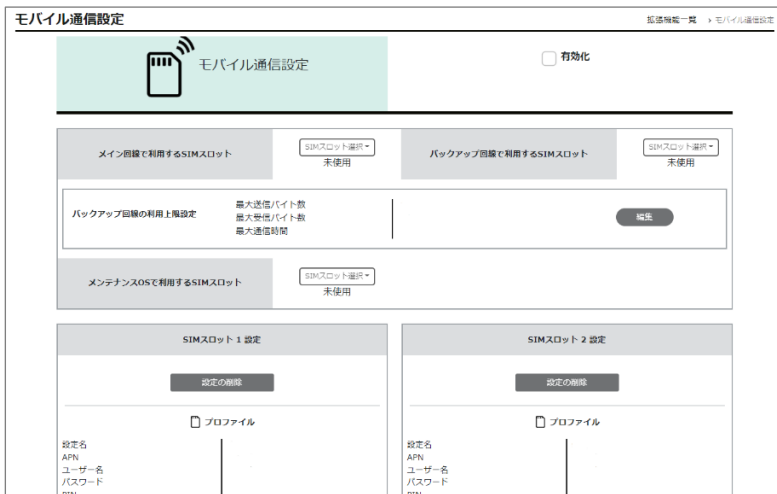 モバイル通信設定
拡張機能一覧 › モバイル通信設定
モバイル通信設定
有効化
メイン回線で利用するSIMスロット
SIMスロット選択
未使用
バックアップ回線で利用するSIMスロット
SIMスロット選択
未使用
バックアップ回線の利用上限設定
最大送信バイト数
最大受信バイト数
最大通信時間
編集
メンテナンスOSで利用するSIMスロット
SIMスロット選択
未使用
SIMスロット 1 設定
設定の削除
プロファイル
設定名
APN
ユーザー名
パスワード
PIN
SIMスロット 2 設定
設定の削除
プロファイル
設定名
APN
ユーザー名
パスワード
PIN